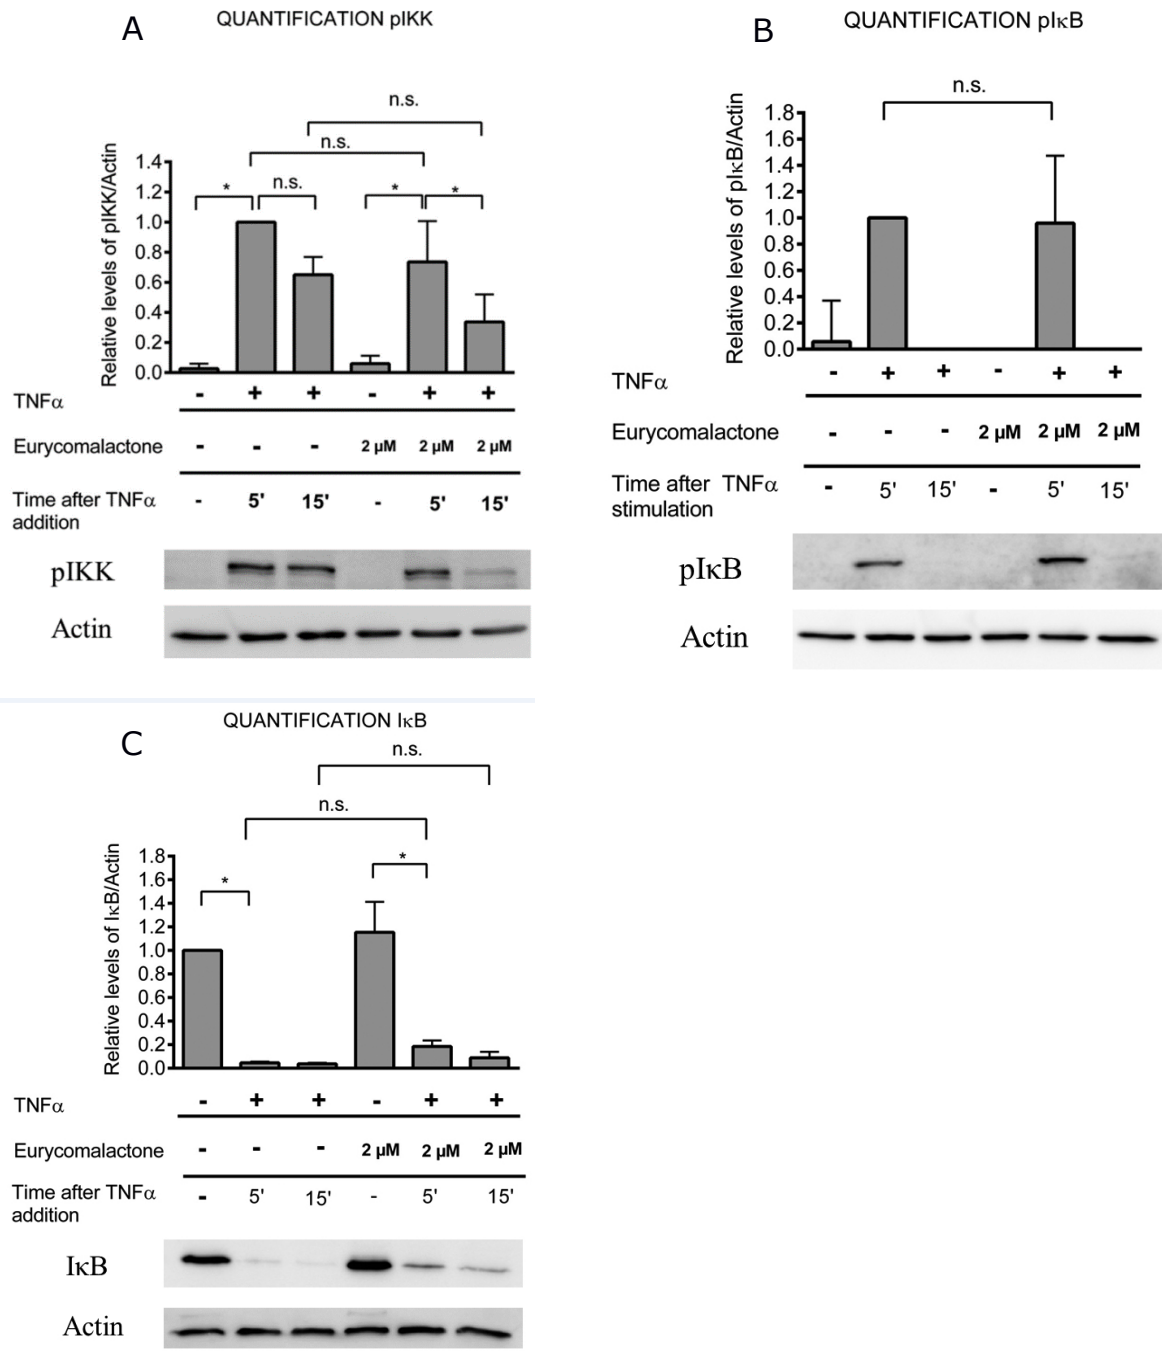 A
QUANTIFICATION pIKK
n.s.
n.s.
* n.s. * *
Relative levels of pIKK/Actin
1.4
1.2
1.0
0.8
0.6
0.4
0.2
0.0
TNFα - + + - + +
Eurycomalactone - - - 2 µM 2 µM 2 µM
Time after TNFα - 5' 15' - 5' 15'
addition
pIKK
Actin
B
QUANTIFICATION pIκB
n.s.
Relative levels of pIκB/Actin
1.8
1.6
1.4
1.2
1.0
0.8
0.6
0.4
0.2
0.0
TNFα - + + - + +
Eurycomalactone - - - 2 µM 2 µM 2 µM
Time after TNFα - 5' 15' - 5' 15'
stimulation
pIκB
Actin
C
QUANTIFICATION IκB
n.s.
n.s.
* *
Relative levels of IκB/Actin
1.8
1.6
1.4
1.2
1.0
0.8
0.6
0.4
0.2
0.0
TNFα - + + - + +
Eurycomalactone - - - 2 µM 2 µM 2 µM
Time after TNFα - 5' 15' - 5' 15'
addition
IκB
Actin